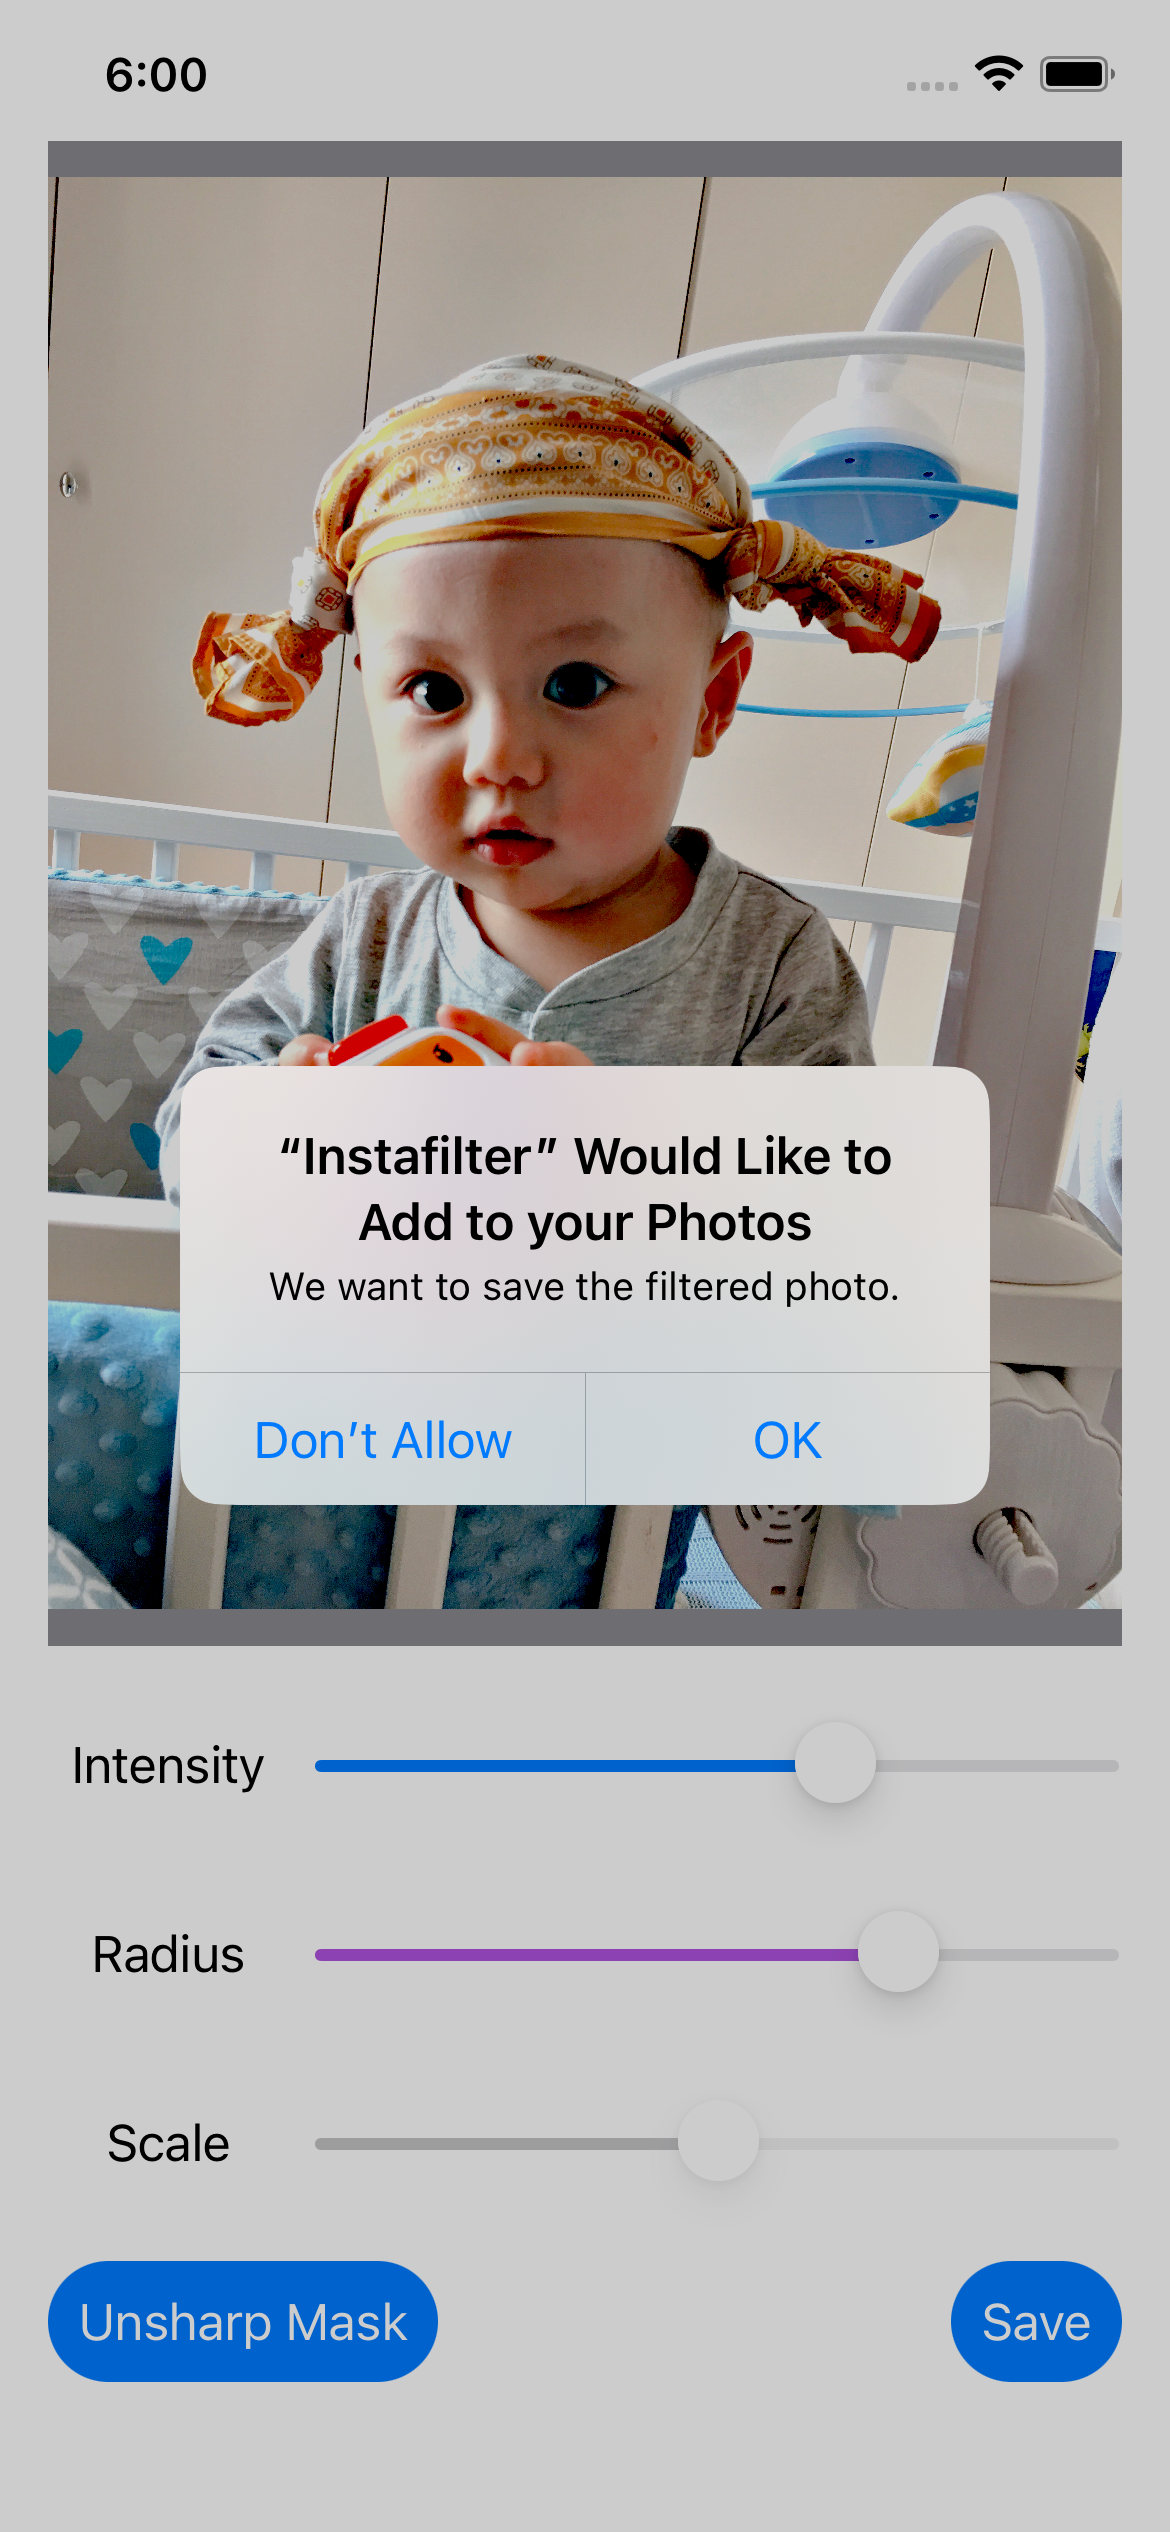 6:00
“Instafilter” Would Like to
Add to your Photos
We want to save the filtered photo.
Don’t Allow
OK
Intensity
Radius
Scale
Unsharp Mask
Save